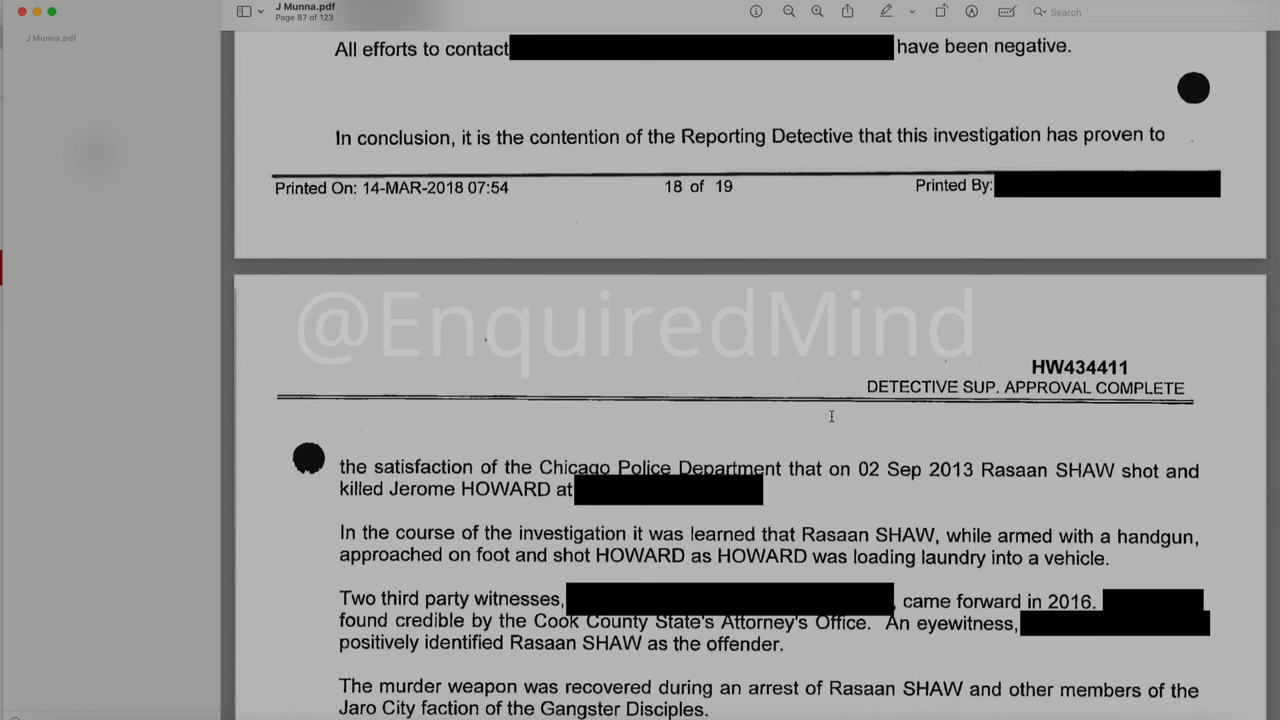 J Munna.pdf
Page 87 of 123
Search
J Munna.pdf
All efforts to contact have been negative.
In conclusion, it is the contention of the Reporting Detective that this investigation has proven to
Printed On: 14-MAR-2018 07:54 18 of 19 Printed By:
@EnquiredMind
HW434411
DETECTIVE SUP. APPROVAL COMPLETE
the satisfaction of the Chicago Police Department that on 02 Sep 2013 Rasaan SHAW shot and
killed Jerome HOWARD at
In the course of the investigation it was learned that Rasaan SHAW, while armed with a handgun,
approached on foot and shot HOWARD as HOWARD was loading laundry into a vehicle.
Two third party witnesses, , came forward in 2016.
found credible by the Cook County State's Attorney's Office. An eyewitness,
positively identified Rasaan SHAW as the offender.
The murder weapon was recovered during an arrest of Rasaan SHAW and other members of the
Jaro City faction of the Gangster Disciples.